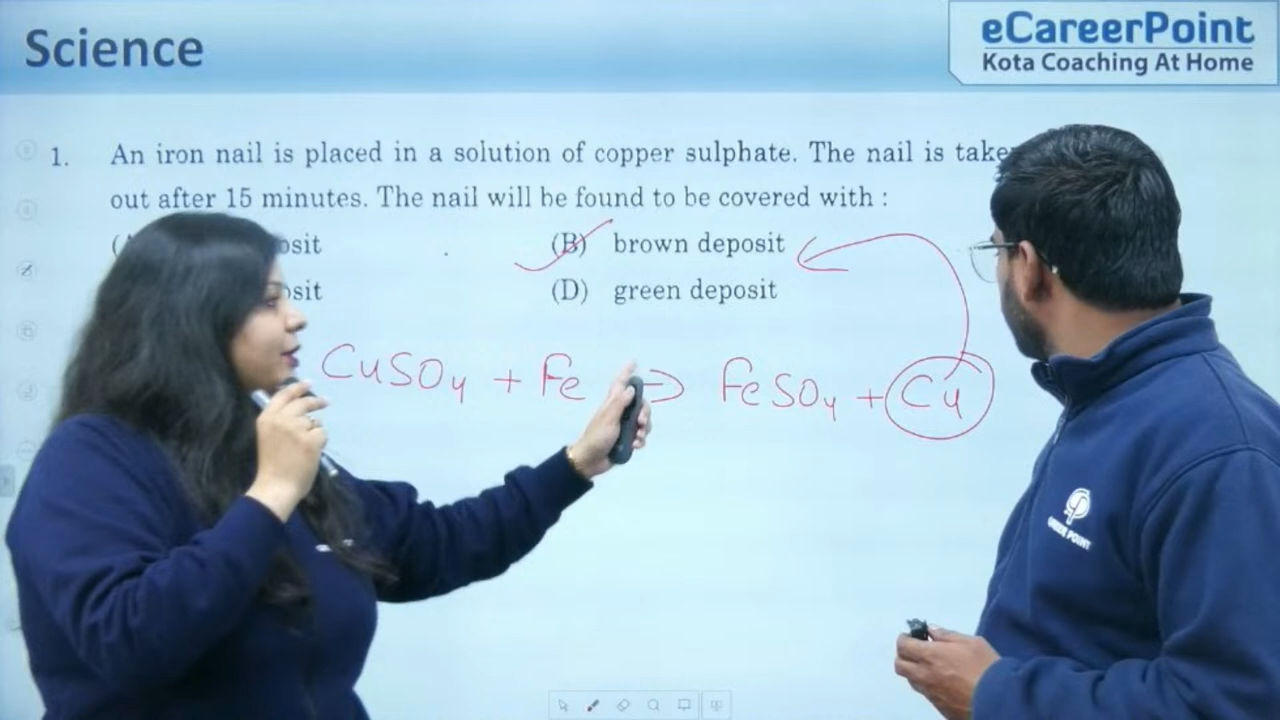 Science
eCareerPoint
Kota Coaching At Home
1. An iron nail is placed in a solution of copper sulphate. The nail is
out after 15 minutes. The nail will be found to be covered with :
(B) brown deposit
(D) green deposit
CuSO4 + Fe → FeSO4 + Cu
CAREER POINT